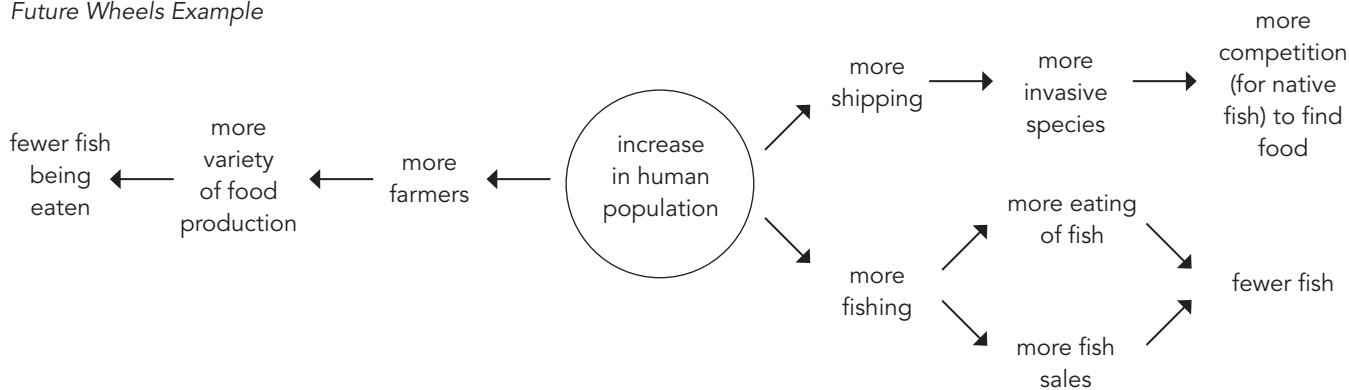 Future Wheels Example
fewer fish
being
eaten
more
variety
of food
production
more
farmers
increase
in human
population
more
shipping
more
invasive
species
more
competition
(for native
fish) to find
food
more
fishing
more eating
of fish
more fish
sales
fewer fish